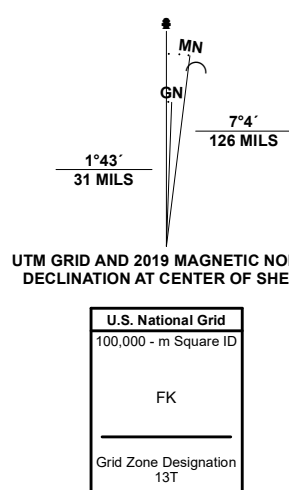 MN
GN
7°4´
126 MILS
1°43´
31 MILS
UTM GRID AND 2019 MAGNETIC NO
DECLINATION AT CENTER OF SHE
U.S. National Grid
100,000 - m Square ID
FK
Grid Zone Designation
13T